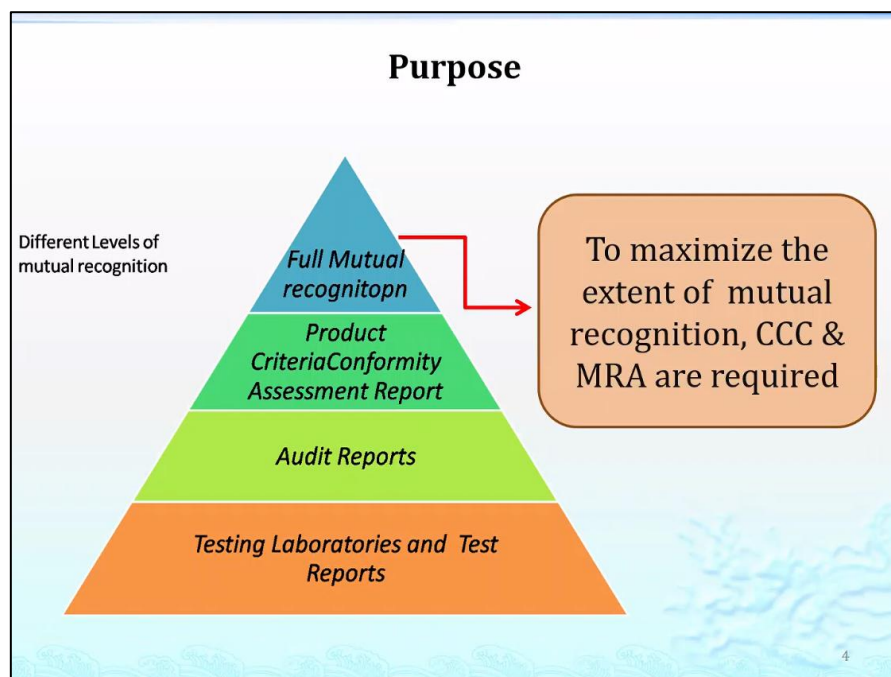 Purpose
Different Levels of
mutual recognition
Full Mutual
recognitopn
Product
CriteriaConformity
Assessment Report
Audit Reports
Testing Laboratories and Test
Reports
To maximize the
extent of mutual
recognition, CCC &
MRA are required
4